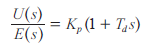 U(s)/E(s) = K_p (1 + T_d s)